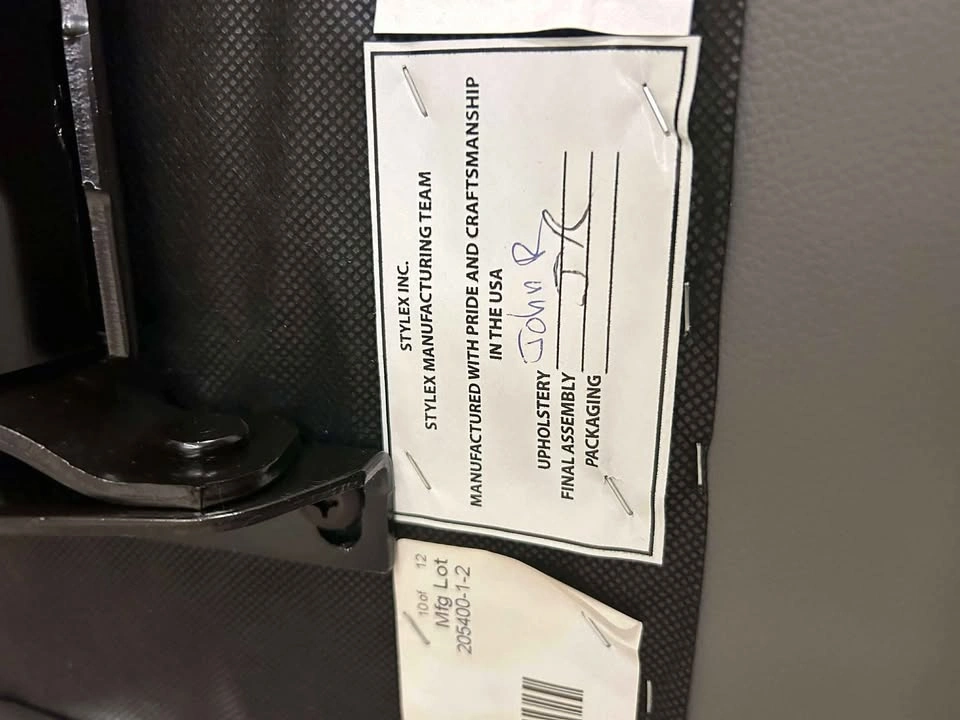 STYLEX INC.
STYLEX MANUFACTURING TEAM
MANUFACTURED WITH PRIDE AND CRAFTSMANSHIP
IN THE USA
UPHOLSTERY John R
FINAL ASSEMBLY
PACKAGING
10 of 12
Mfg Lot
205400-1-2